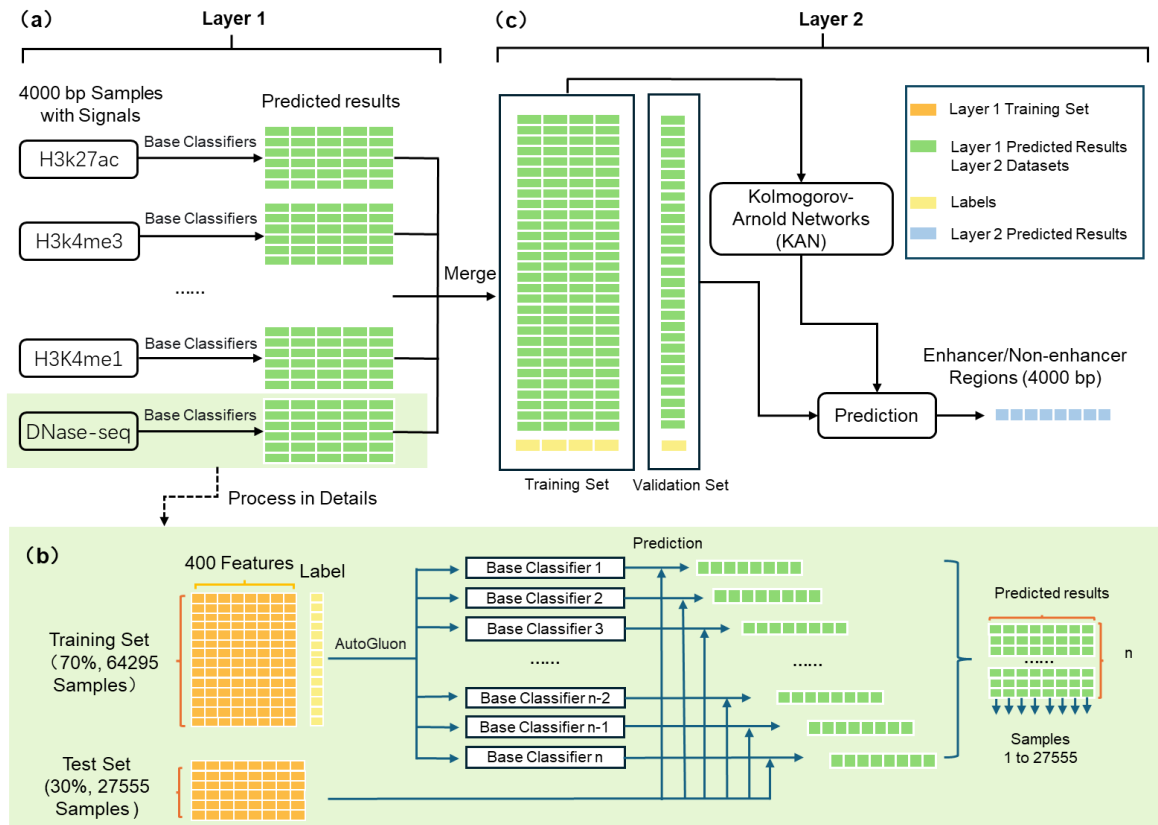 (a)
Layer 1
4000 bp Samples
with Signals
Predicted results
H3k27ac
Base Classifiers
H3k4me3
Base Classifiers
......
H3K4me1
Base Classifiers
DNase-seq
Base Classifiers
Merge
Process in Details
(c)
Layer 2
Training Set
Validation Set
Kolmogorov-
Arnold Networks
(KAN)
Prediction
Enhancer/Non-enhancer
Regions (4000 bp)
Layer 1 Training Set
Layer 1 Predicted Results
Layer 2 Datasets
Labels
Layer 2 Predicted Results
(b)
400 Features
Label
Training Set
(70%, 64295
Samples)
Test Set
(30%, 27555
Samples)
AutoGluon
Prediction
Base Classifier 1
Base Classifier 2
Base Classifier 3
......
......
Base Classifier n-2
Base Classifier n-1
Base Classifier n
Predicted results
......
n
Samples
1 to 27555